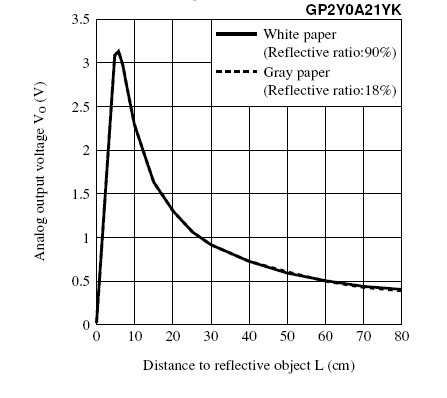 GP2Y0A21YK
White paper
(Reflective ratio:90%)
Gray paper
(Reflective ratio:18%)
Analog output voltage VO (V)
3.5
3
2.5
2
1.5
1
0.5
0
0 10 20 30 40 50 60 70 80
Distance to reflective object L (cm)